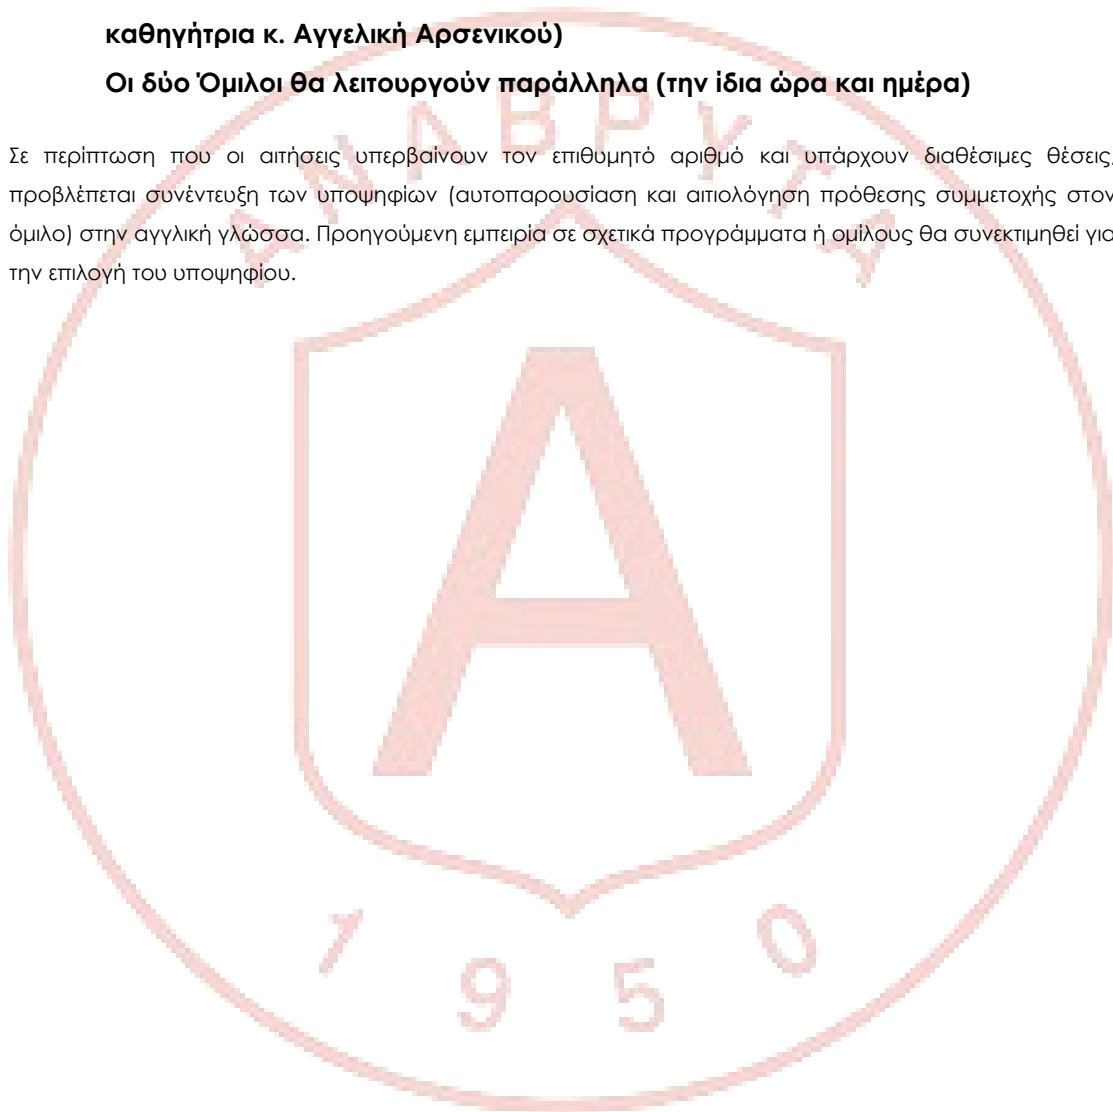 καθηγήτρια κ. Αγγελική Αρσενικού)
Οι δύο Όμιλοι θα λειτουργούν παράλληλα (την ίδια ώρα και ημέρα)
Σε περίπτωση που οι αιτήσεις υπερβαίνουν τον επιθυμητό αριθμό και υπάρχουν διαθέσιμες θέσεις,
προβλέπεται συνέντευξη των υποψηφίων (αυτοπαρουσίαση και αιτιολόγηση πρόθεσης συμμετοχής στον
όμιλο) στην αγγλική γλώσσα. Προηγούμενη εμπειρία σε σχετικά προγράμματα ή ομίλους θα συνεκτιμηθεί για
την επιλογή του υποψηφίου.
ΑΝΑΒΡΥΤΑ
Α
1950